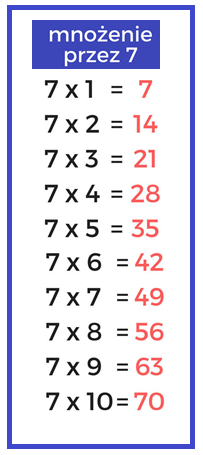 mnożenie
przez 7
7 x 1 = 7
7 x 2 = 14
7 x 3 = 21
7 x 4 = 28
7 x 5 = 35
7 x 6 = 42
7 x 7 = 49
7 x 8 = 56
7 x 9 = 63
7 x 10 = 70